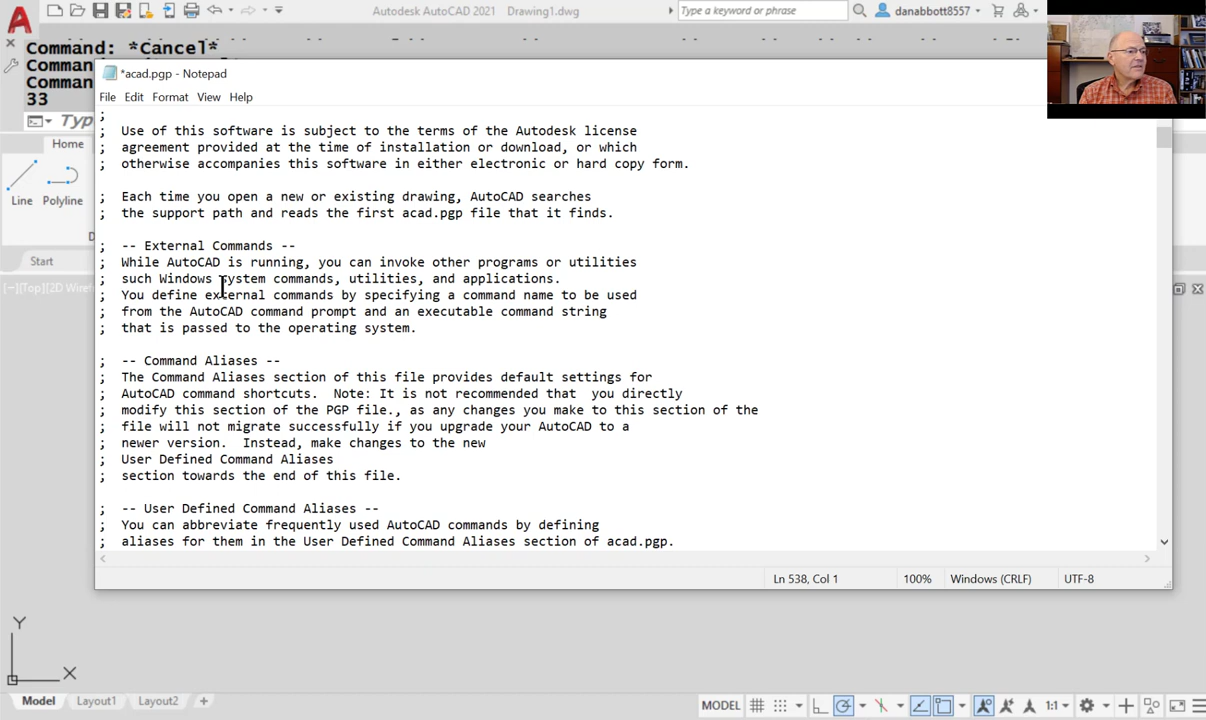 Autodesk AutoCAD 2021 Drawing1.dwg
Type a keyword or phrase
danabbott8557
Command: *Cancel*
Comman
Comman
33
Typ
Home
Line
Polyline
D
Start
[−][Top][2D Wirefr
*acad.pgp - Notepad
File Edit Format View Help
;
; Use of this software is subject to the terms of the Autodesk license
; agreement provided at the time of installation or download, or which
; otherwise accompanies this software in either electronic or hard copy form.
; Each time you open a new or existing drawing, AutoCAD searches
; the support path and reads the first acad.pgp file that it finds.
; -- External Commands --
; While AutoCAD is running, you can invoke other programs or utilities
; such Windows system commands, utilities, and applications.
; You define external commands by specifying a command name to be used
; from the AutoCAD command prompt and an executable command string
; that is passed to the operating system.
; -- Command Aliases --
; The Command Aliases section of this file provides default settings for
; AutoCAD command shortcuts. Note: It is not recommended that you directly
; modify this section of the PGP file., as any changes you make to this section of the
; file will not migrate successfully if you upgrade your AutoCAD to a
; newer version. Instead, make changes to the new
; User Defined Command Aliases
; section towards the end of this file.
; -- User Defined Command Aliases --
; You can abbreviate frequently used AutoCAD commands by defining
; aliases for them in the User Defined Command Aliases section of acad.pgp.
Ln 538, Col 1 100% Windows (CRLF) UTF-8
Y
X
Model Layout1 Layout2 +
MODEL
1:1